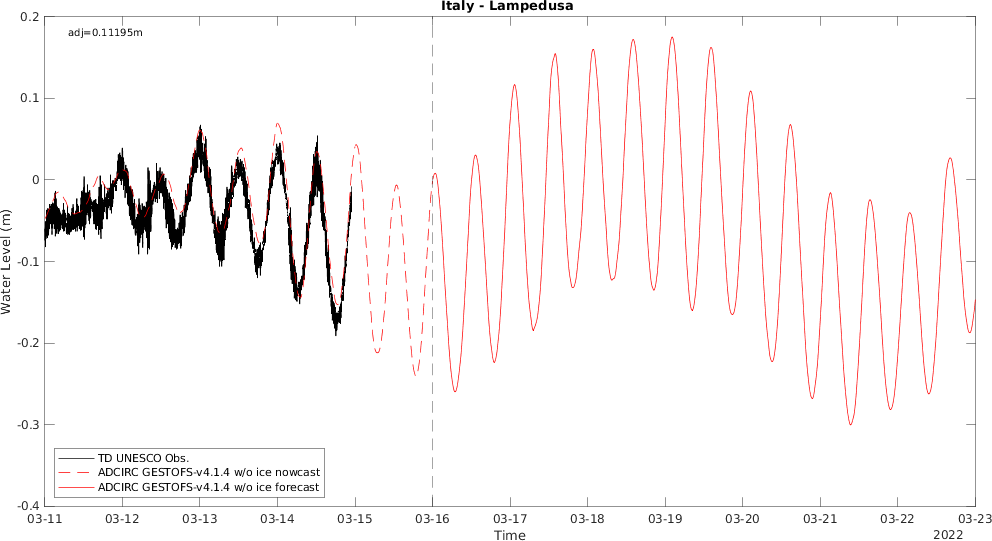 Italy - Lampedusa
adj=0.11195m
0.2
0.1
0
-0.1
-0.2
-0.3
-0.4
Water Level (m)
TD UNESCO Obs.
ADCIRC GESTOFS-v4.1.4 w/o ice nowcast
ADCIRC GESTOFS-v4.1.4 w/o ice forecast
03-11 03-12 03-13 03-14 03-15 03-16 03-17 03-18 03-19 03-20 03-21 03-22 03-23
Time
2022